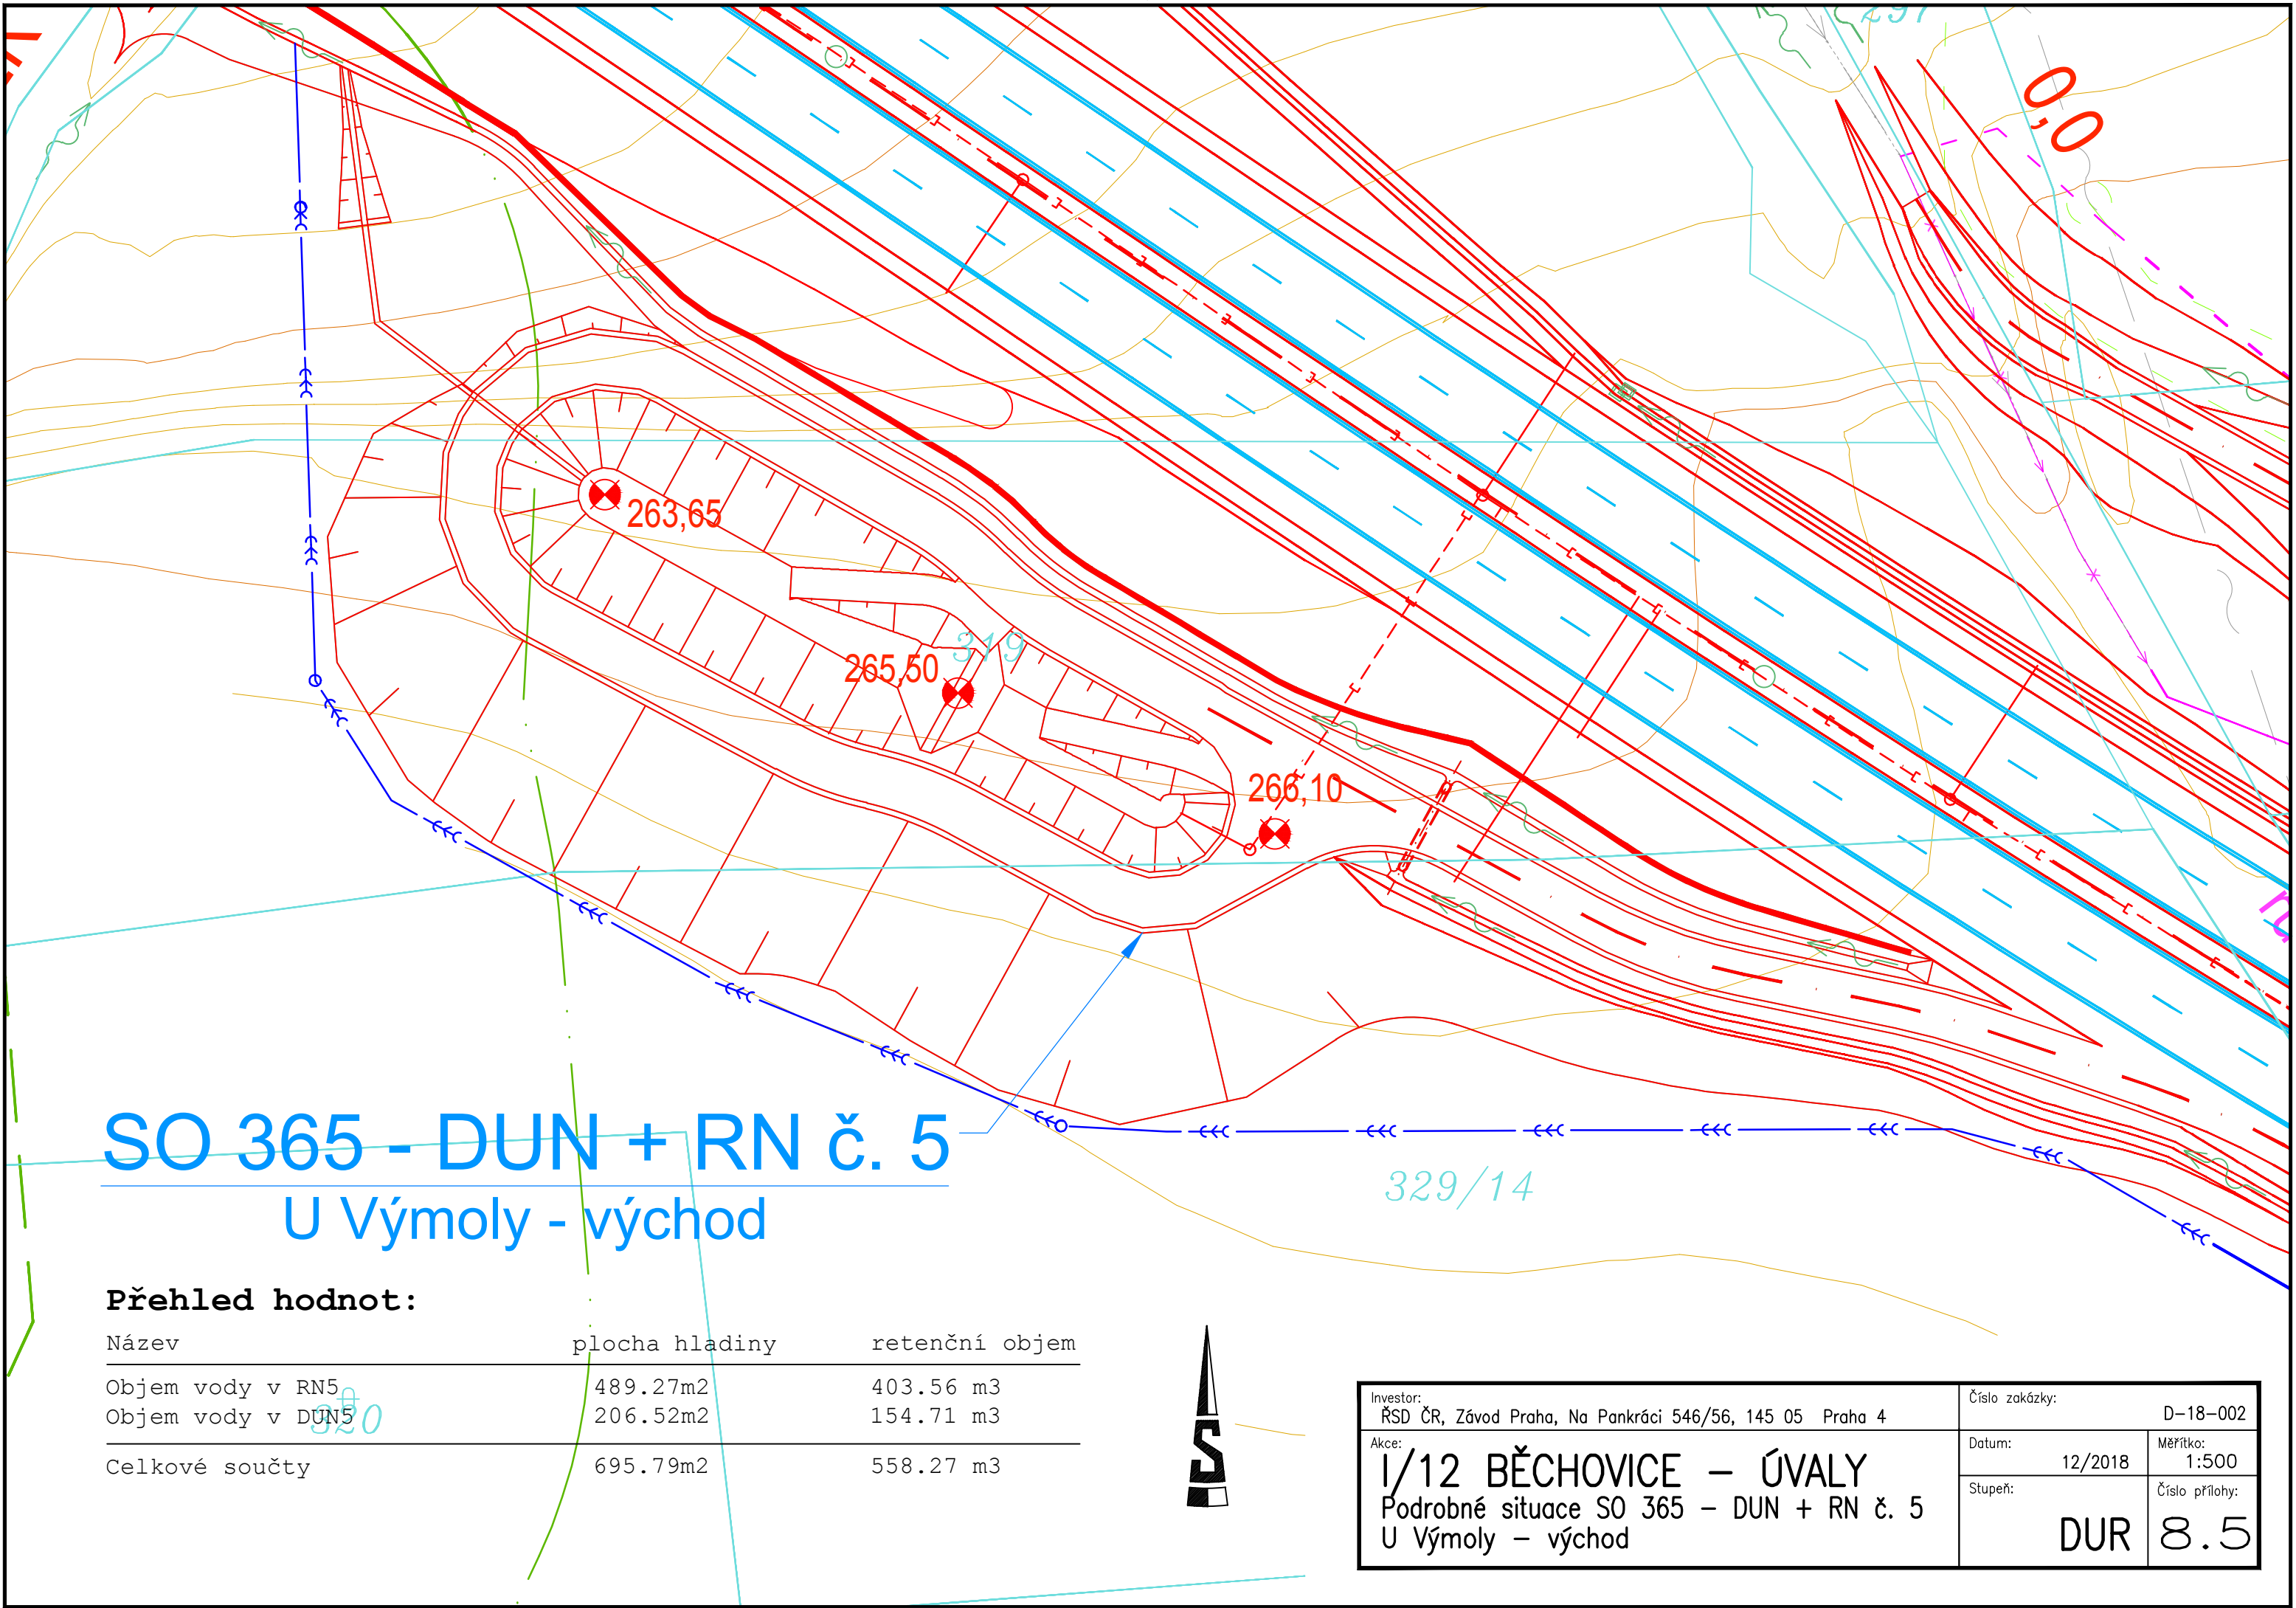 297
0,0
263,65
319
265,50
266,10
SO 365 - DUN + RN č. 5
U Výmoly - východ
329/14
Přehled hodnot:
Název plocha hladiny retenční objem
Objem vody v RN5 489.27m2 403.56 m3
Objem vody v DUN5 206.52m2 154.71 m3
320
Celkové součty 695.79m2 558.27 m3
S
Investor:
ŘSD ČR, Závod Praha, Na Pankráci 546/56, 145 05 Praha 4
Číslo zakázky:
D-18-002
Akce:
I/12 BĚCHOVICE – ÚVALY
Podrobné situace SO 365 – DUN + RN č. 5
U Výmoly – východ
Datum:
12/2018
Měřítko:
1:500
Stupeň:
DUR
Číslo přílohy:
8.5